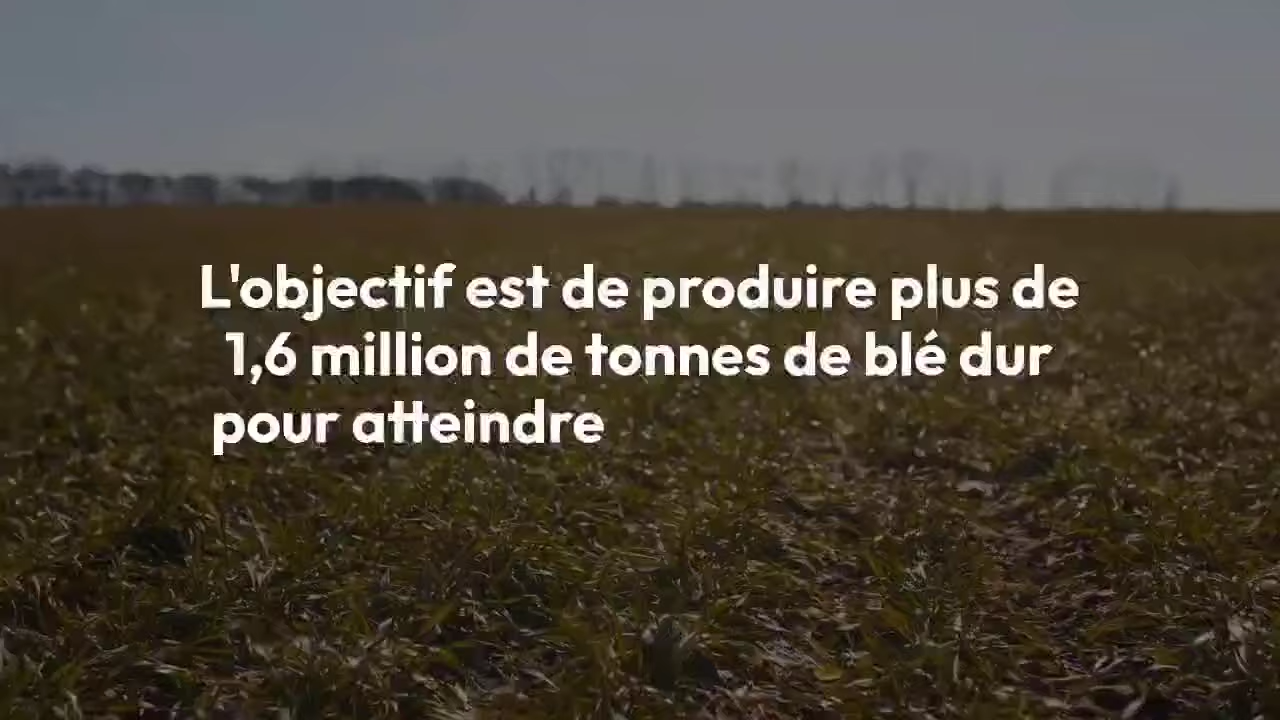 L'objectif est de produire plus de
1,6 million de tonnes de blé dur
pour atteindre